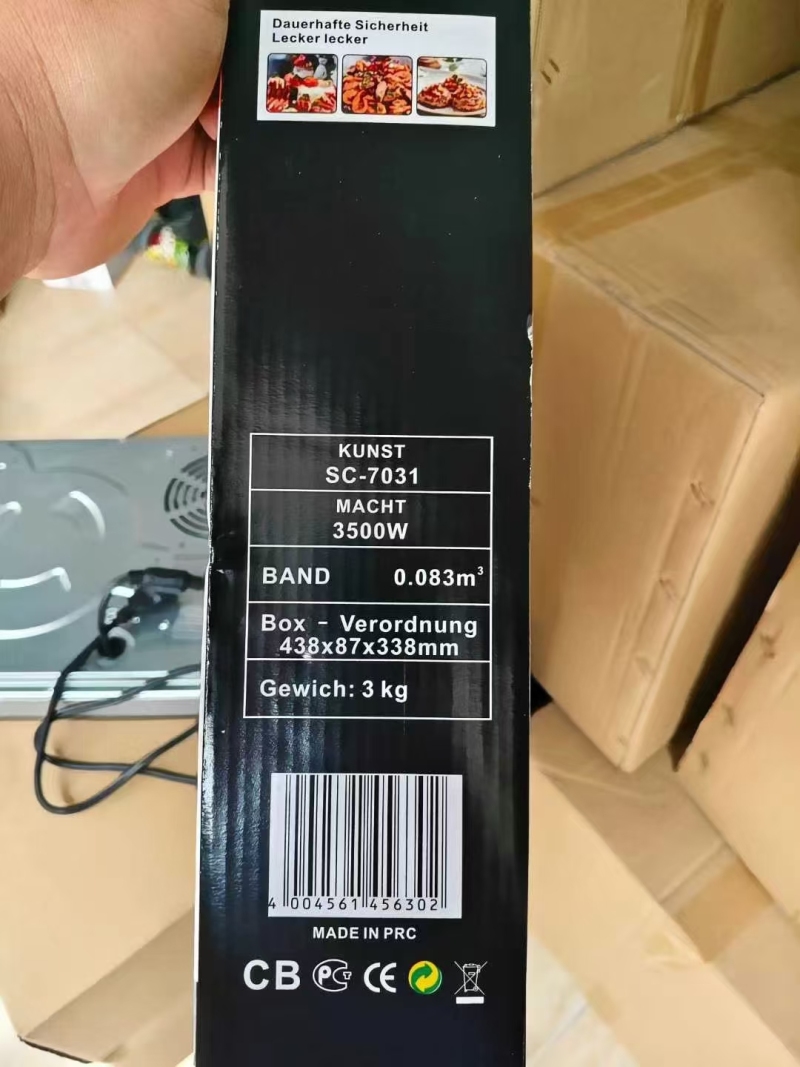 Dauerhafte Sicherheit
Lecker lecker
KUNST
SC-7031
MACHT
3500W
BAND 0.083m³
Box - Verordnung
438x87x338mm
Gewich: 3 kg
4 004561 456302
MADE IN PRC
CB PG CE